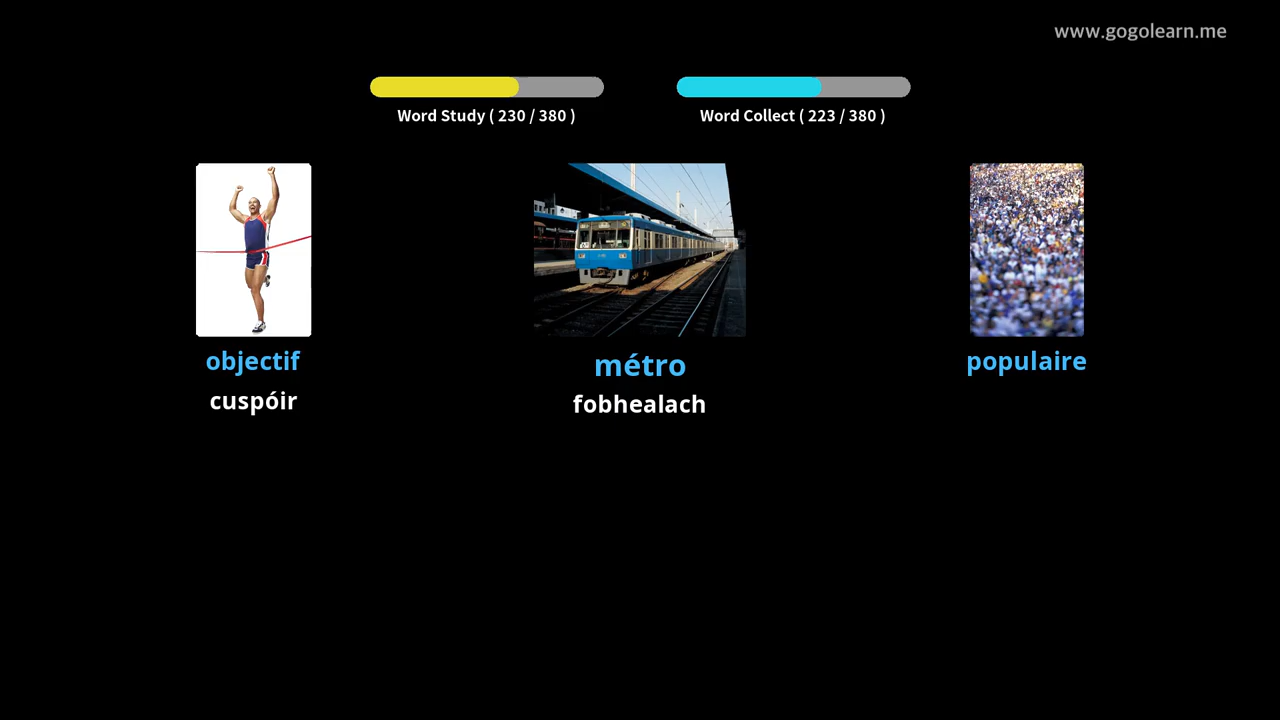 www.gogolearn.me
Word Study ( 230 / 380 )
Word Collect ( 223 / 380 )
objectif
métro
populaire
cuspóir
fobhealach